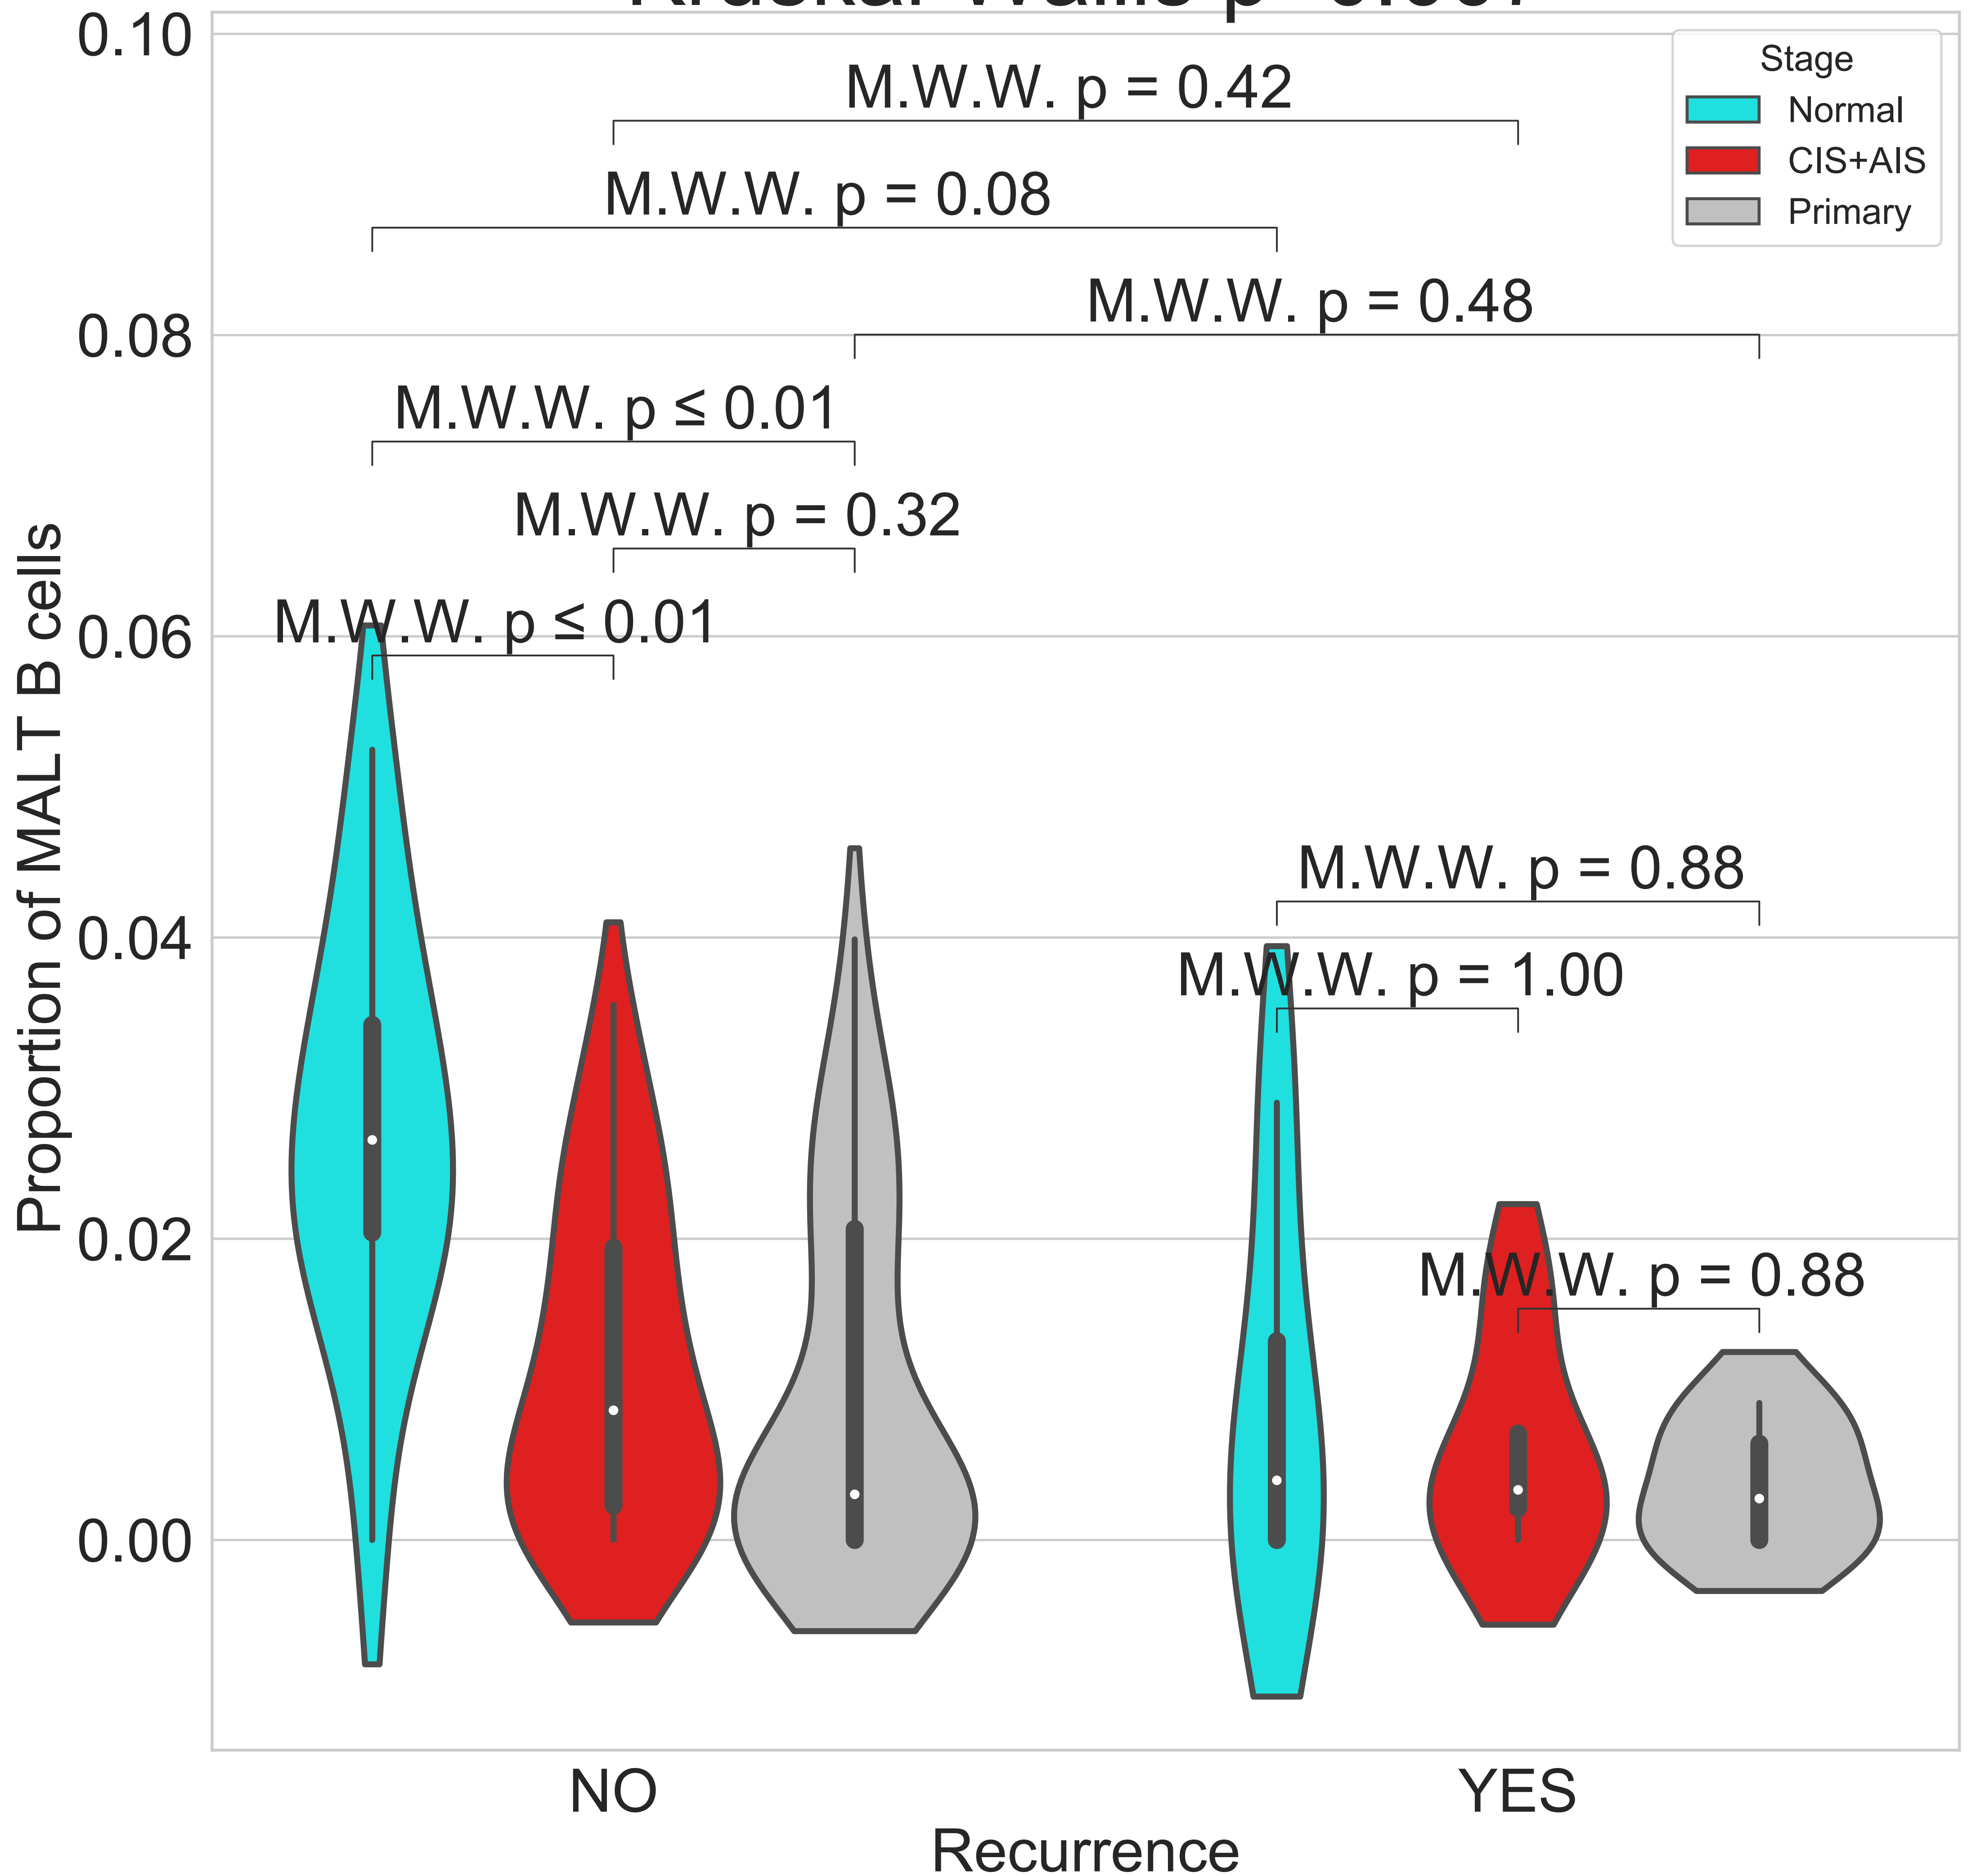 Stage
Normal
CIS+AIS
Primary
M.W.W. p = 0.42
M.W.W. p = 0.08
M.W.W. p = 0.48
M.W.W. p ≤ 0.01
M.W.W. p = 0.32
M.W.W. p ≤ 0.01
M.W.W. p = 0.88
M.W.W. p = 1.00
M.W.W. p = 0.88
0.10
0.08
0.06
0.04
0.02
0.00
Proportion of MALT B cells
NO
YES
Recurrence